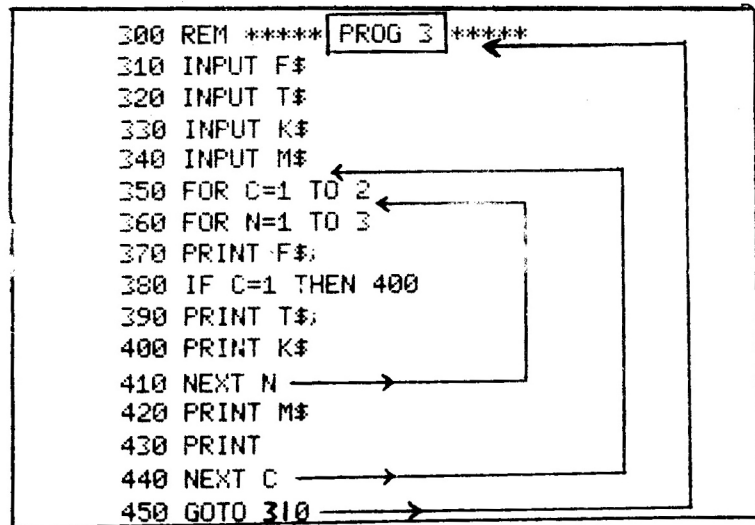 300 REM ***** PROG 3 *****
310 INPUT F$
320 INPUT T$
330 INPUT K$
340 INPUT M$
350 FOR C=1 TO 2
360 FOR N=1 TO 3
370 PRINT F$;
380 IF C=1 THEN 400
390 PRINT T$;
400 PRINT K$
410 NEXT N
420 PRINT M$
430 PRINT
440 NEXT C
450 GOTO 310